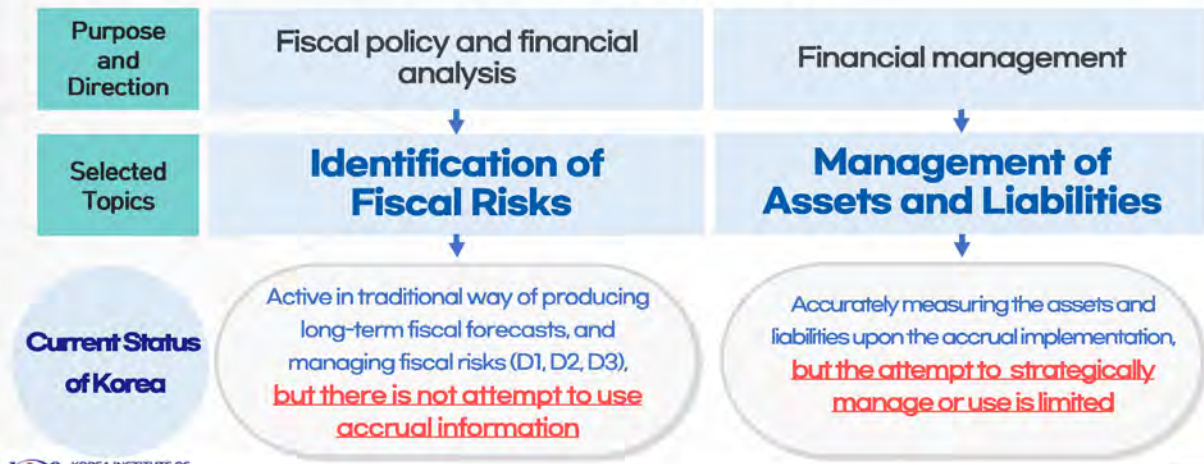 Purpose
and
Direction
Fiscal policy and financial
analysis
Financial management
Selected
Topics
Identification of
Fiscal Risks
Management of
Assets and Liabilities
Current Status
of Korea
Active in traditional way of producing
long-term fiscal forecasts, and
managing fiscal risks (D1, D2, D3),
but there is not attempt to use
accrual information
Accurately measuring the assets and
liabilities upon the accrual implementation,
but the attempt to strategically
manage or use is limited
KOREA INSTITUTE OF